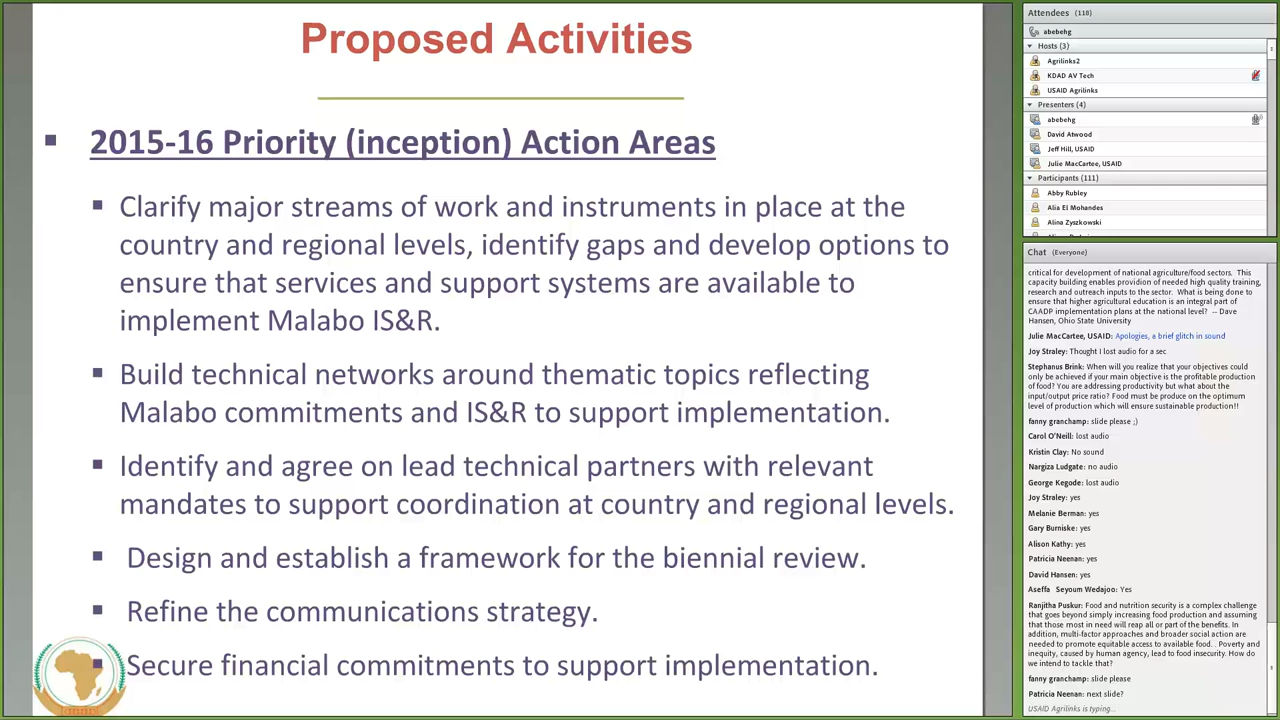 Proposed Activities
2015-16 Priority (inception) Action Areas
Clarify major streams of work and instruments in place at the
country and regional levels, identify gaps and develop options to
ensure that services and support systems are available to
implement Malabo IS&R.
Build technical networks around thematic topics reflecting
Malabo commitments and IS&R to support implementation.
Identify and agree on lead technical partners with relevant
mandates to support coordination at country and regional levels.
Design and establish a framework for the biennial review.
Refine the communications strategy.
Secure financial commitments to support implementation.
Attendees (118)
abebehg
Hosts (3)
Agrilinks2
KDAD AV Tech
USAID Agrilinks
Presenters (4)
abebehg
David Atwood
Jeff Hill, USAID
Julie MacCartee, USAID
Participants (111)
Abby Rubley
Alia El Mohandes
Alina Zyszkowski
Chat (Everyone)
critical for development of national agriculture/food sectors. This
capacity building enables providion of needed high quality training,
research and outreach inputs to the sector. What is being done to
ensure that higher agricultural education is an integral part of
CAADP implementation plans at the national level? -- Dave
Hansen, Ohio State University
Julie MacCartee, USAID: Apologies, a brief glitch in sound
Joy Straley: Thought I lost audio for a sec
Stephanus Brink: When will you realize that your objectives could
only be achieved if your main objective is the profitable production
of food? You are addressing productivity but what about the
input/output price ratio? Food must be produce on the optimum
level of production which will ensure sustainable production!!
fanny granchamp: slide please ;)
Carol O'Neill: lost audio
Kristin Clay: No sound
Nargiza Ludgate: no audio
George Kegode: lost audio
Joy Straley: yes
Melanie Berman: yes
Gary Burniske: yes
Alison Kathy: yes
Patricia Neenan: yes
David Hansen: yes
Aseffa Seyoum Wedajoo: Yes
Ranjitha Puskur: Food and nutrition security is a complex challenge
that goes beyond simply increasing food production and assuming
that those most in need will reap all or part of the benefits. In
addition, multi-factor approaches and broader social action are
needed to promote equitable access to available food. . Poverty and
inequity, caused by human agency, lead to food insecurity. How do
we intend to tackle that?
fanny granchamp: slide please
Patricia Neenan: next slide?
USAID Agrilinks is typing...